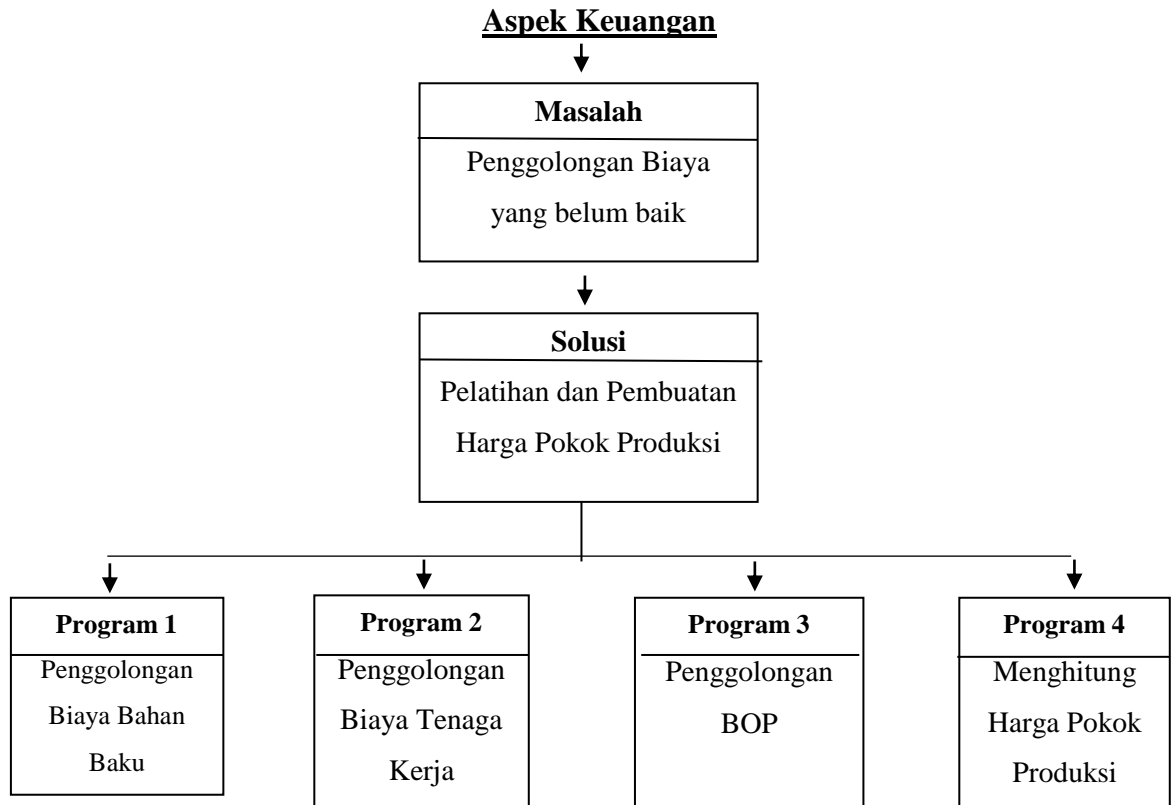 Aspek Keuangan
Masalah
Penggolongan Biaya
yang belum baik
Solusi
Pelatihan dan Pembuatan
Harga Pokok Produksi
Program 1
Penggolongan
Biaya Bahan
Baku
Program 2
Penggolongan
Biaya Tenaga
Kerja
Program 3
Penggolongan
BOP
Program 4
Menghitung
Harga Pokok
Produksi